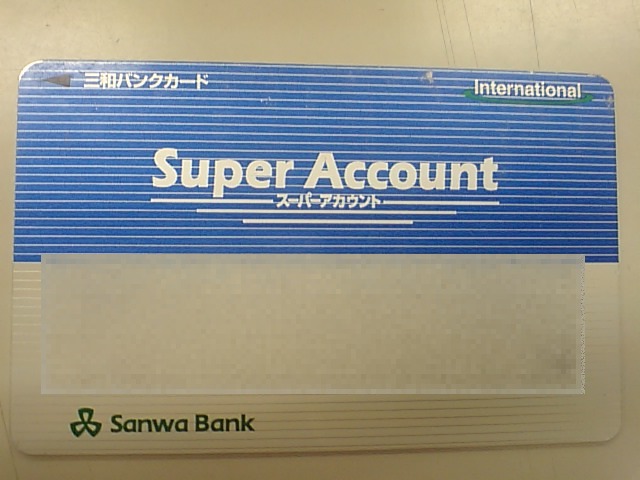 三和バンクカード
International
Super Account
スーパーアカウント
Sanwa Bank